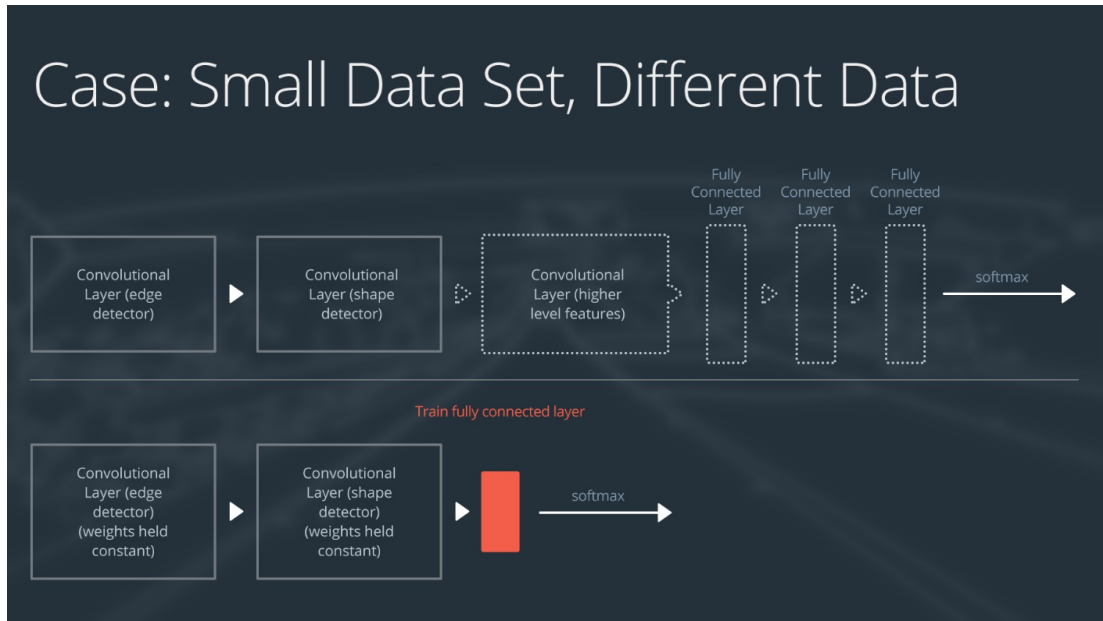 Case: Small Data Set, Different Data
Fully
Connected
Layer
Fully
Connected
Layer
Fully
Connected
Layer
Convolutional
Layer (edge
detector)
Convolutional
Layer (shape
detector)
Convolutional
Layer (higher
level features)
softmax
Train fully connected layer
Convolutional
Layer (edge
detector)
(weights held
constant)
Convolutional
Layer (shape
detector)
(weights held
constant)
softmax